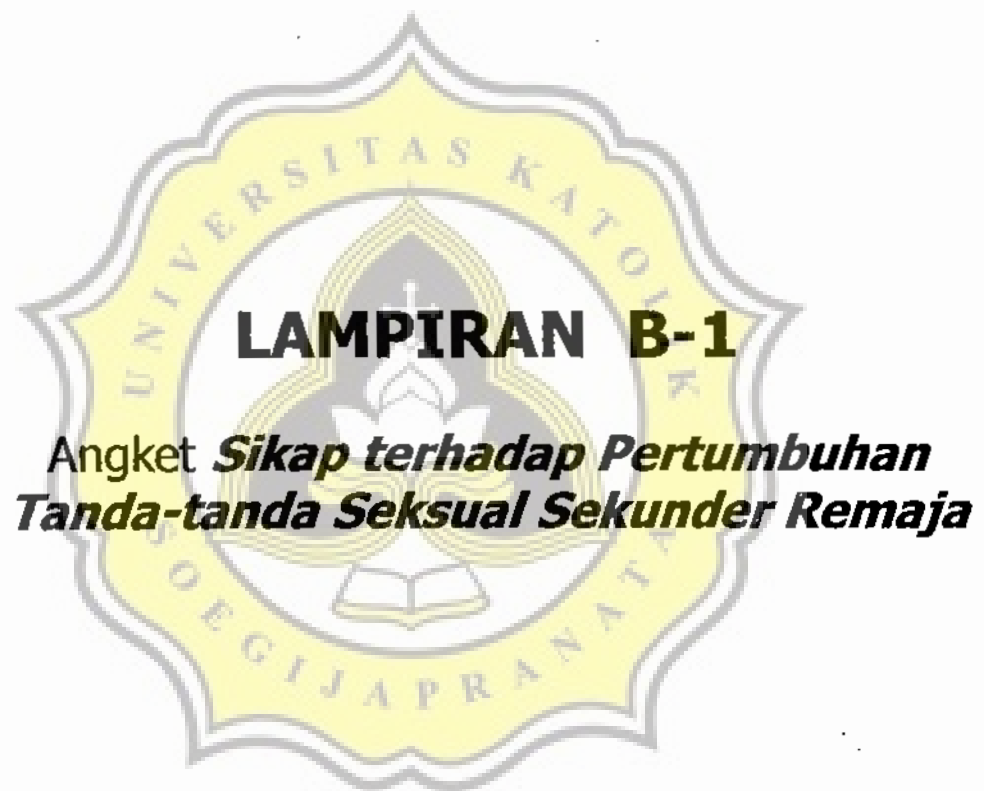 UNIVERSITAS KATOLIK
LAMPIRAN B-1
Angket Sikap terhadap Pertumbuhan
Tanda-tanda Seksual Sekunder Remaja
SOEGIJAPRANATA